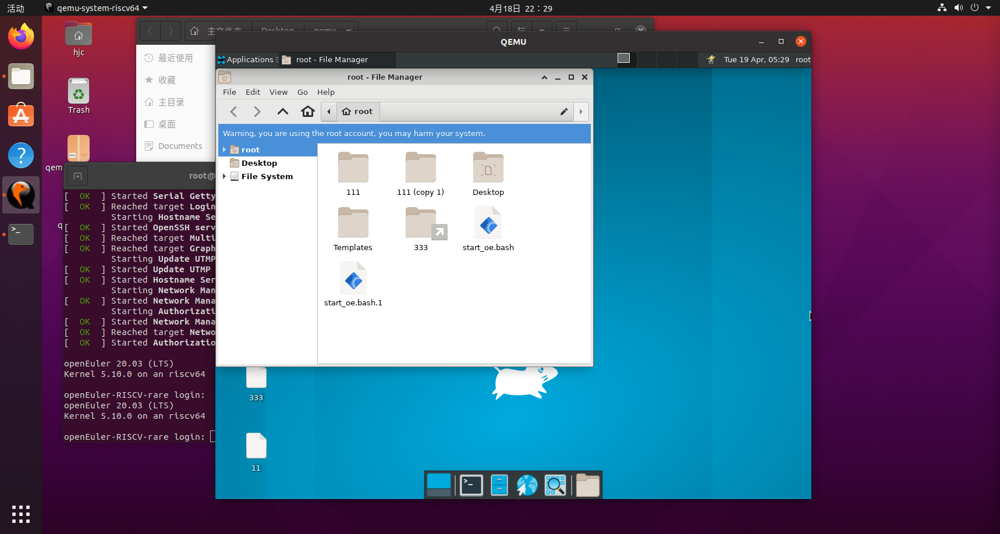 活动
qemu-system-riscv64
4月18日 22：29
hjc
Trash
qem
q
主文件夹
Desktop
qemu
最近使用
收藏
主目录
桌面
Documents
root@
[  OK  ] Started Serial Getty
[  OK  ] Reached target Login
Starting Hostname Se
[  OK  ] Started OpenSSH serv
[  OK  ] Reached target Multi
[  OK  ] Reached target Graph
Starting Update UTMP
[  OK  ] Started Update UTMP
[  OK  ] Started Hostname Ser
Starting Network Man
[  OK  ] Started Network Mana
Starting Authorizati
[  OK  ] Started Network Mana
[  OK  ] Reached target Netwo
[  OK  ] Started Authorizatio
openEuler 20.03 (LTS)
Kernel 5.10.0 on an riscv64
openEuler-RISCV-rare login:
openEuler 20.03 (LTS)
Kernel 5.10.0 on an riscv64
openEuler-RISCV-rare login:
QEMU
Applications
root - File Manager
Tue 19 Apr, 05:29
root
root - File Manager
File
Edit
View
Go
Help
root
Warning, you are using the root account, you may harm your system.
root
Desktop
File System
111
111 (copy 1)
Desktop
Templates
333
start_oe.bash
start_oe.bash.1
333
11